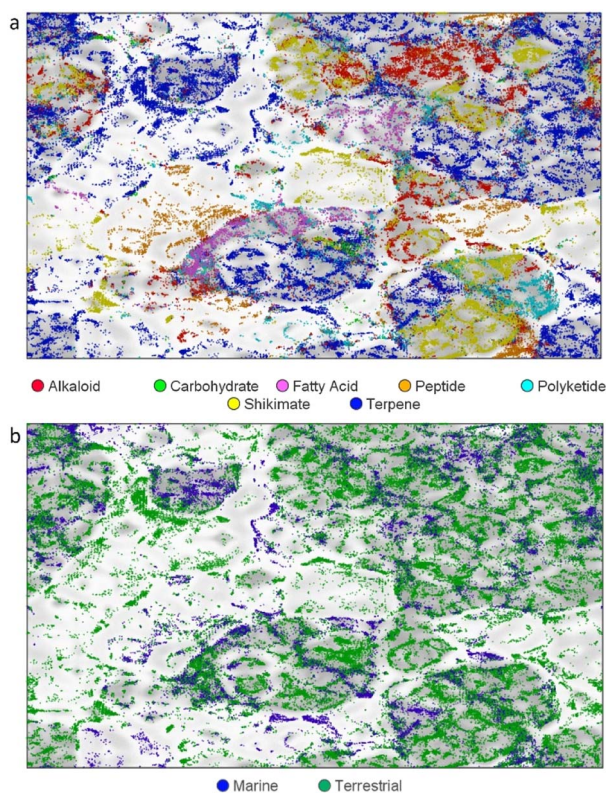 a
Alkaloid Carbohydrate Fatty Acid Peptide Polyketide
Shikimate Terpene
b
Marine Terrestrial